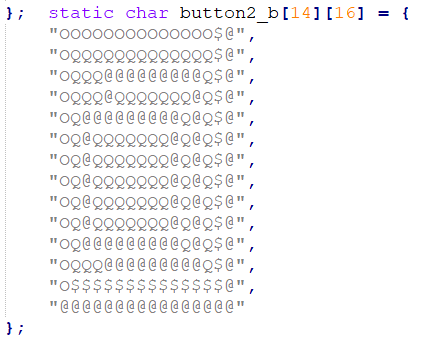 }; static char button2_b[14][16] = {
"OOOOOOOOOOOOOO$@",
"OQQQQQQQQQQQQQ$@",
"OQQQ@@@@@@@@@Q$@",
"OQQQ@QQQQQQQ@Q$@",
"OQ@@@@@@@@@Q@Q$@",
"OQ@QQQQQQQ@Q@Q$@",
"OQ@QQQQQQQ@Q@Q$@",
"OQ@QQQQQQQ@Q@Q$@",
"OQ@QQQQQQQ@Q@Q$@",
"OQ@QQQQQQQ@Q@Q$@",
"OQ@@@@@@@@@Q@Q$@",
"OQQQ@@@@@@@@@Q$@",
"O$$$$$$$$$$$$$$@",
"@@@@@@@@@@@@@@@@"
};